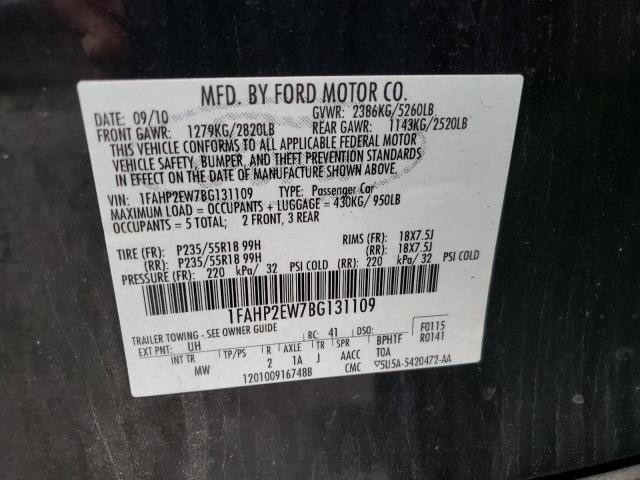 MFD. BY FORD MOTOR CO.
DATE: 09/10 GVWR: 2386KG/5260LB
FRONT GAWR: 1279KG/2820LB REAR GAWR: 1143KG/2520LB
THIS VEHICLE CONFORMS TO ALL APPLICABLE FEDERAL MOTOR
VEHICLE SAFETY, BUMPER, AND THEFT PREVENTION STANDARDS
IN EFFECT ON THE DATE OF MANUFACTURE SHOWN ABOVE.
VIN: 1FAHP2EW7BG131109 TYPE: Passenger Car
MAXIMUM LOAD = OCCUPANTS + LUGGAGE = 430KG/ 950LB
OCCUPANTS = 5 TOTAL; 2 FRONT, 3 REAR
TIRE (FR): P235/55R18 99H RIMS (FR): 18X7.5J
(RR): P235/55R18 99H (RR): 18X7.5J
PRESSURE (FR): 220 kPa/ 32 PSI COLD (RR): 220 kPa/ 32 PSI COLD
1FAHP2EW7BG131109
TRAILER TOWING - SEE OWNER GUIDE
EXT PNT: UH RC: 41 DSO:
INT TR TP/PS R AXLE TR SPR BPH1F F0115
MW 2 1A J AACC TOA R0141
1201009167488 CMC ▽5U5A-5420472-AA